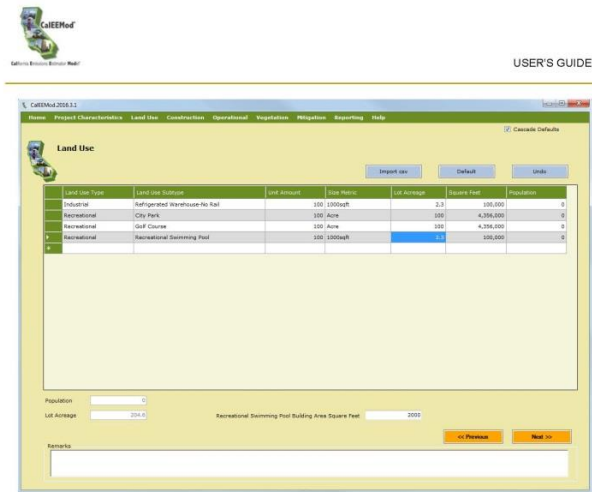 CalEEMod
California Emissions Estimator Model
USER'S GUIDE
CalEEMod.2016.3.1
Home Project Characteristics Land Use Construction Operational Vegetation Mitigation Reporting Help
Cascade Defaults
Land Use
Import csv Default Undo
Land Use Type Land Use Subtype Unit Amount Size Metric Lot Acreage Square Feet Population
Industrial Refrigerated Warehouse-No Rail 100 1000sqft 2.3 100,000 0
Recreational City Park 100 Acre 100 4,356,000 0
Recreational Golf Course 100 Acre 100 4,356,000 0
Recreational Recreational Swimming Pool 100 1000sqft 2.3 100,000 0
Population 0
Lot Acreage 204.6 Recreational Swimming Pool Building Area Square Feet 2000
<< Previous Next >>
Remarks